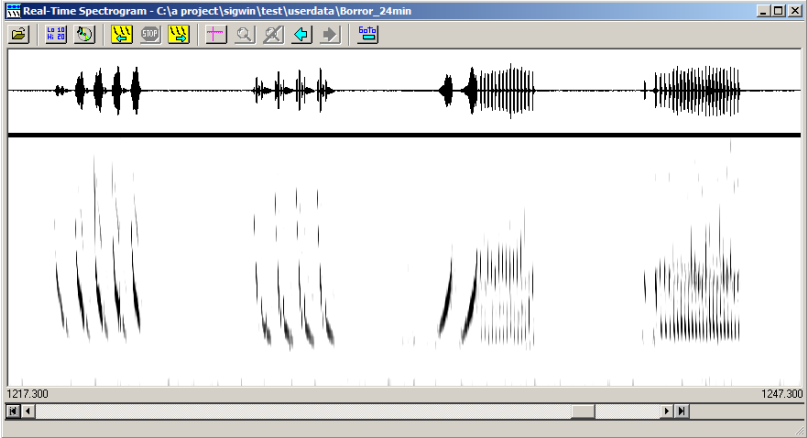 Real-Time Spectrogram - C:\a project\sigwin\test\userdata\Borror_24min
Lo 10
Hi 20
STOP
GoTo
1217.300
1247.300